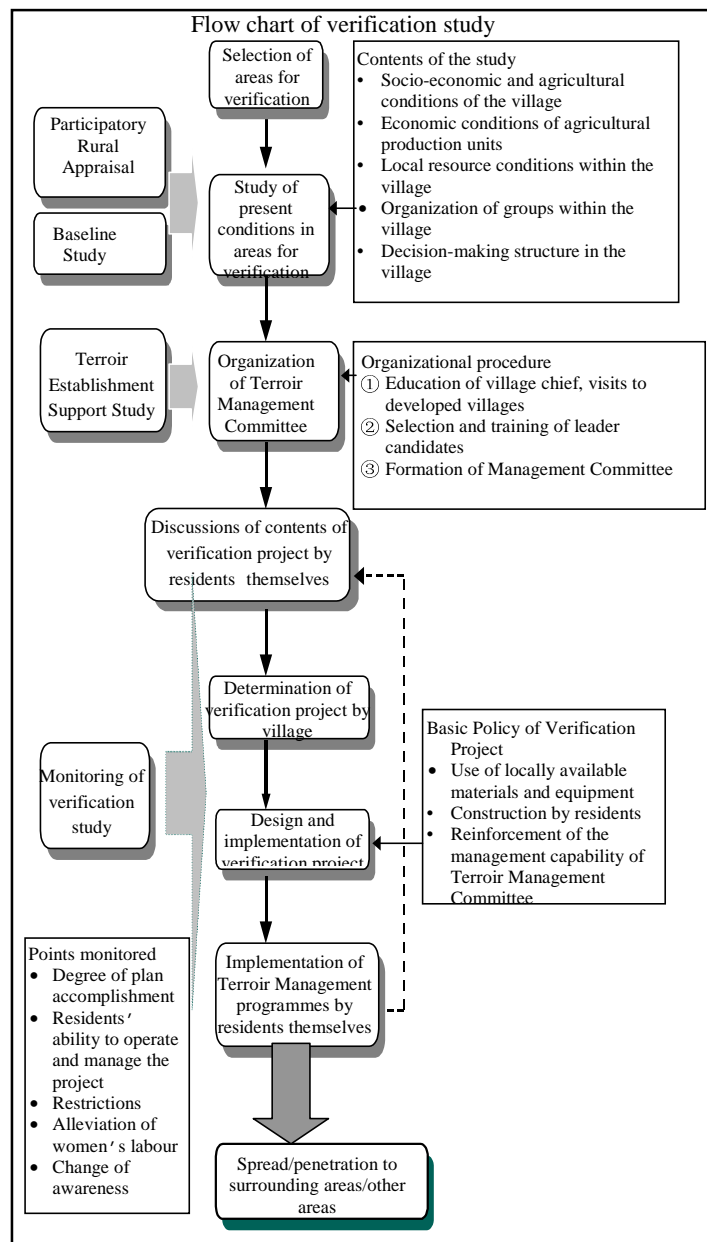 Flow chart of verification study
Selection of
areas for
verification
Contents of the study
• Socio-economic and agricultural
conditions of the village
• Economic conditions of agricultural
production units
• Local resource conditions within the
village
• Organization of groups within the
village
• Decision-making structure in the
village
Participatory
Rural
Appraisal
Baseline
Study
Study of
present
conditions in
areas for
verification
Terroir
Establishment
Support Study
Organization
of Terroir
Management
Committee
Organizational procedure
① Education of village chief, visits to
developed villages
② Selection and training of leader
candidates
③ Formation of Management Committee
Discussions of contents of
verification project by
residents themselves
Determination of
verification project by
village
Monitoring of
verification
study
Basic Policy of Verification
Project
• Use of locally available
materials and equipment
• Construction by residents
• Reinforcement of the
management capability of
Terroir Management
Committee
Design and
implementation of
verification project
Points monitored
• Degree of plan
accomplishment
• Residents’
ability to operate
and manage the
project
• Restrictions
• Alleviation of
women’s labour
• Change of
awareness
Implementation of
Terroir Management
programmes by
residents themselves
Spread/penetration to
surrounding areas/other
areas